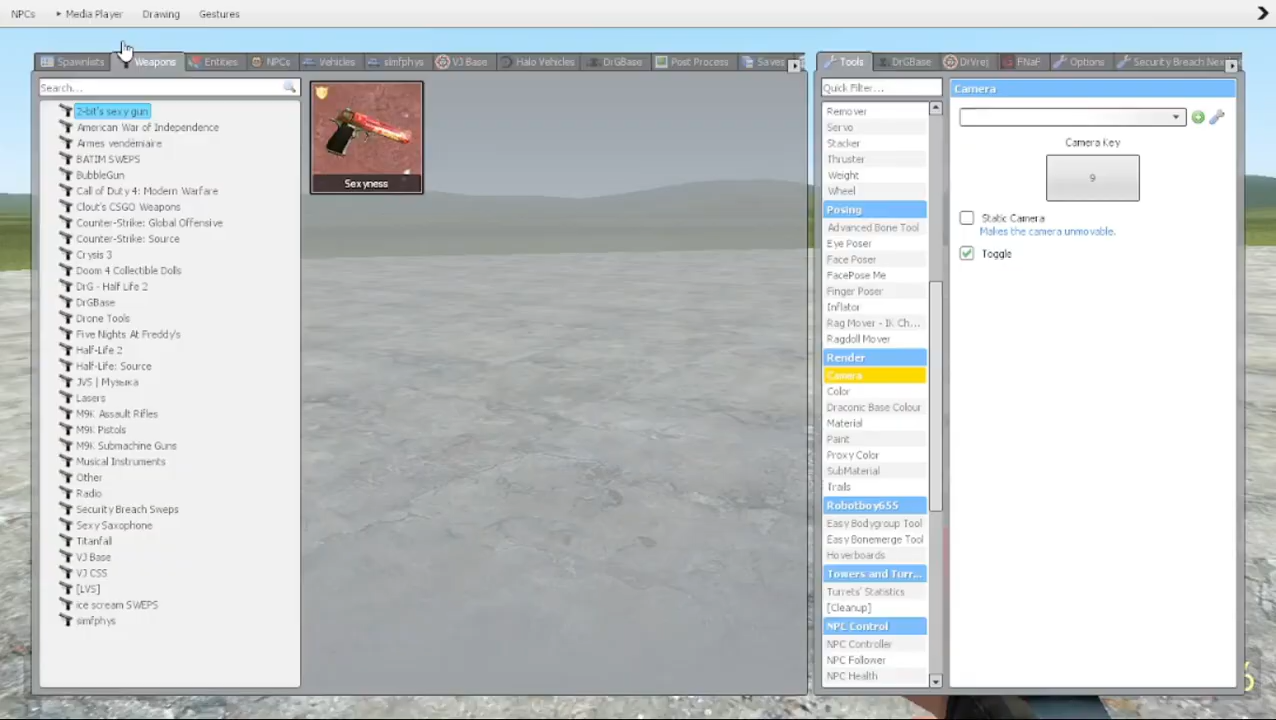 NPCs
Media Player
Drawing
Gestures
Spawnlists
Weapons
Entities
NPCs
Vehicles
simfphys
VJ Base
Halo Vehicles
DrGBase
Post Process
Saves
Tools
DrGBase
DrVrej
FNaF
Options
Security Breach Nex
Search...
2-bit's sexy gun
American War of Independence
Armes vendémiaire
BATIM SWEPS
BubbleGun
Call of Duty 4: Modern Warfare
Clout's CSGO Weapons
Counter-Strike: Global Offensive
Counter-Strike: Source
Crysis 3
Doom 4 Collectible Dolls
DrG - Half Life 2
DrGBase
Drone Tools
Five Nights At Freddy's
Half-Life 2
Half-Life: Source
JVS | Музыка
Lasers
M9K Assault Rifles
M9K Pistols
M9K Submachine Guns
Musical Instruments
Other
Radio
Security Breach Sweps
Sexy Saxophone
Titanfall
VJ Base
VJ CSS
[LVS]
ice scream SWEPS
simfphys
Sexyness
Quick Filter...
Remover
Servo
Stacker
Thruster
Weight
Wheel
Posing
Advanced Bone Tool
Eye Poser
Face Poser
FacePose Me
Finger Poser
Inflator
Rag Mover - IK Ch...
Ragdoll Mover
Render
Camera
Color
Draconic Base Colour
Material
Paint
Proxy Color
SubMaterial
Trails
Robotboy655
Easy Bodygroup Tool
Easy Bonemerge Tool
Hoverboards
Towers and Turr...
Turrets' Statistics
[Cleanup]
NPC Control
NPC Controller
NPC Follower
NPC Health
Camera
Camera Key
9
Static Camera
Makes the camera unmovable.
Toggle